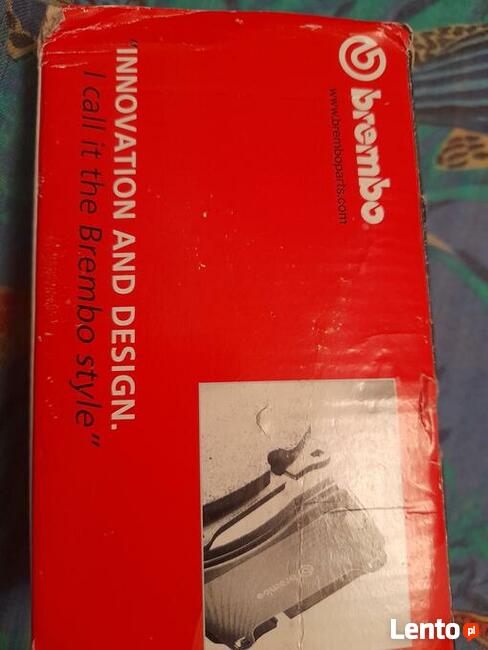 brembo
www.bremboparts.com
"INNOVATION AND DESIGN.
I call it the Brembo style"
brembo
Lento pl